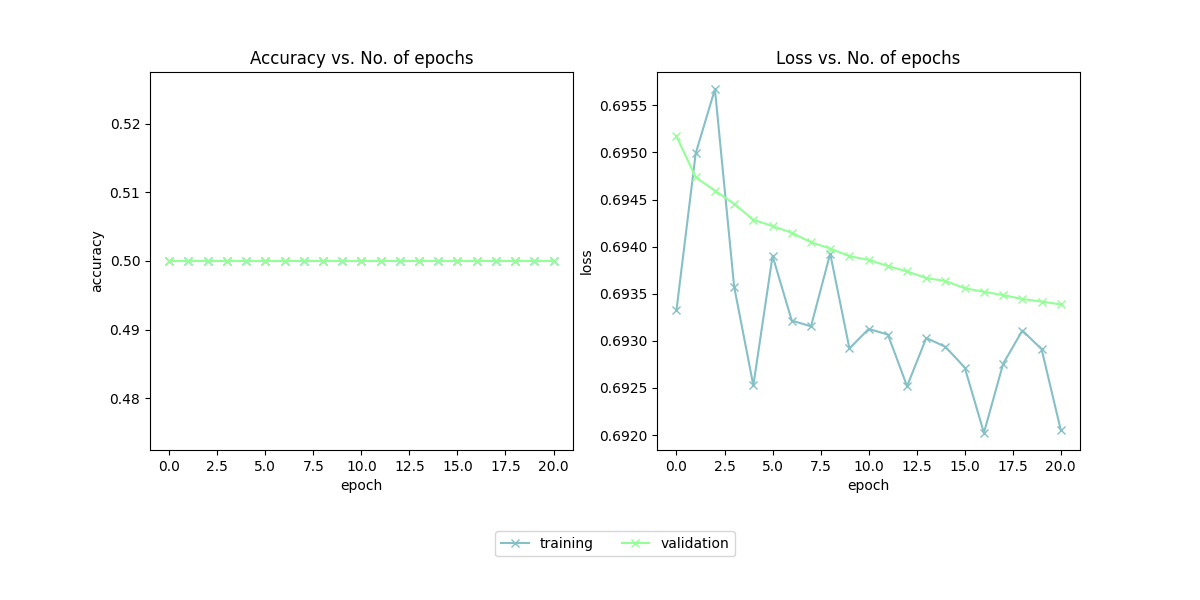 Accuracy vs. No. of epochs
0.52
0.51
0.50
0.49
0.48
accuracy
0.0 2.5 5.0 7.5 10.0 12.5 15.0 17.5 20.0
epoch
Loss vs. No. of epochs
0.6955
0.6950
0.6945
0.6940
0.6935
0.6930
0.6925
0.6920
loss
0.0 2.5 5.0 7.5 10.0 12.5 15.0 17.5 20.0
epoch
training validation